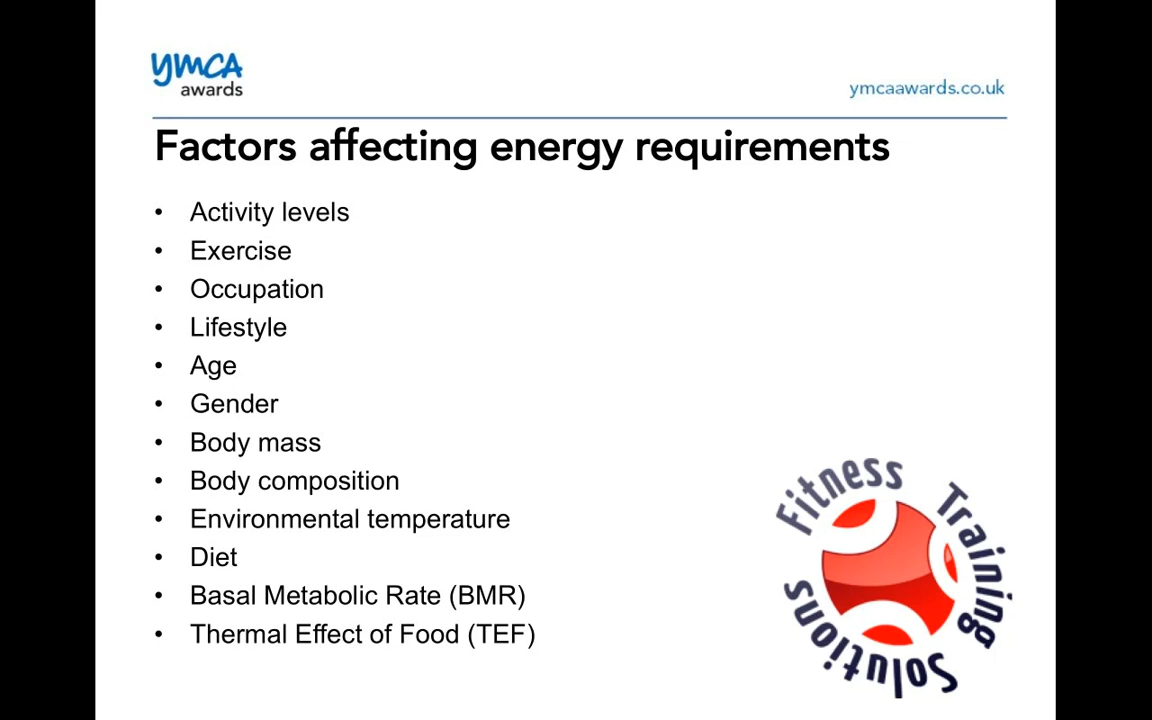 ymca
awards
ymcaawards.co.uk
Factors affecting energy requirements
• Activity levels
• Exercise
• Occupation
• Lifestyle
• Age
• Gender
• Body mass
• Body composition
• Environmental temperature
• Diet
• Basal Metabolic Rate (BMR)
• Thermal Effect of Food (TEF)
Fitness Training Solutions